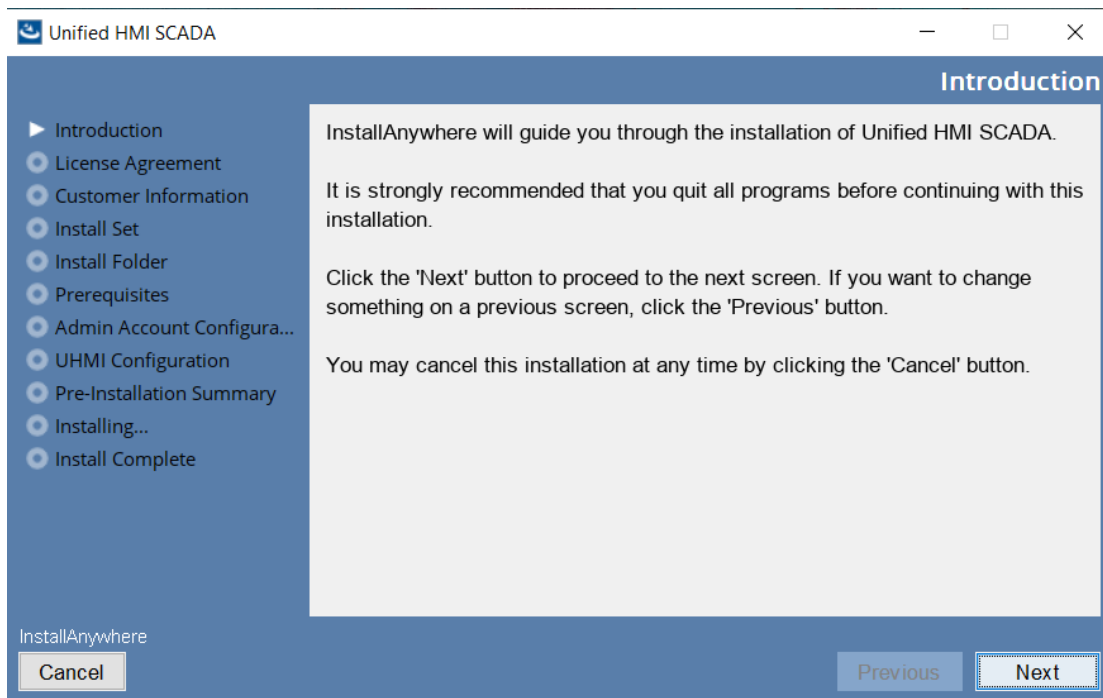 Unified HMI SCADA
Introduction
Introduction
License Agreement
Customer Information
Install Set
Install Folder
Prerequisites
Admin Account Configura...
UHMI Configuration
Pre-Installation Summary
Installing...
Install Complete
InstallAnywhere will guide you through the installation of Unified HMI SCADA.
It is strongly recommended that you quit all programs before continuing with this
installation.
Click the 'Next' button to proceed to the next screen. If you want to change
something on a previous screen, click the 'Previous' button.
You may cancel this installation at any time by clicking the 'Cancel' button.
InstallAnywhere
Cancel
Previous
Next